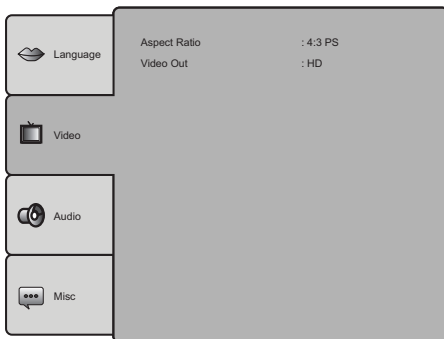 Language
Video
Audio
Misc
Aspect Ratio : 4:3 PS
Video Out : HD